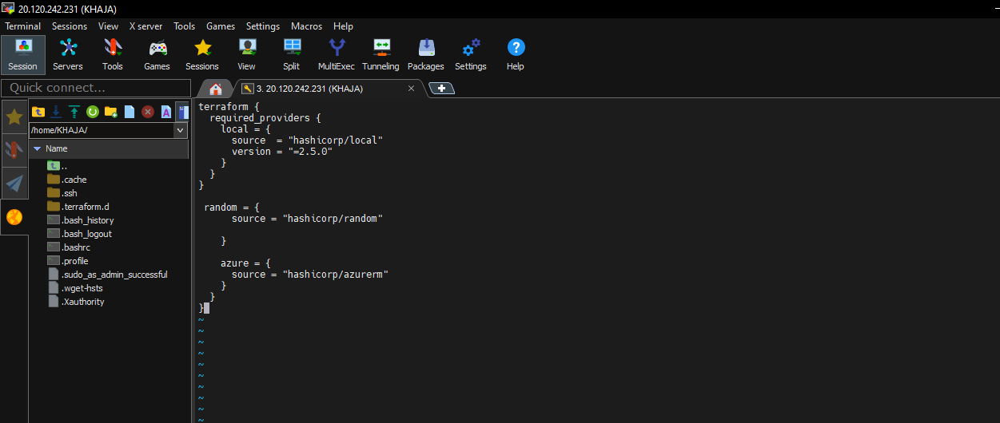 20.120.242.231 (KHAJA)
Terminal Sessions View X server Tools Games Settings Macros Help
Session Servers Tools Games Sessions View Split MultiExec Tunneling Packages Settings Help
Quick connect...
3. 20.120.242.231 (KHAJA)
/home/KHAJA/
Name
..
.cache
.ssh
.terraform.d
.bash_history
.bash_logout
.bashrc
.profile
.sudo_as_admin_successful
.wget-hsts
.Xauthority
terraform {
  required_providers {
    local = {
      source  = "hashicorp/local"
      version = "=2.5.0"
    }
  }
}
 random = {
      source = "hashicorp/random"
    }
    azure = {
      source = "hashicorp/azurerm"
    }
  }
}
~
~
~
~
~
~
~
~
~
~